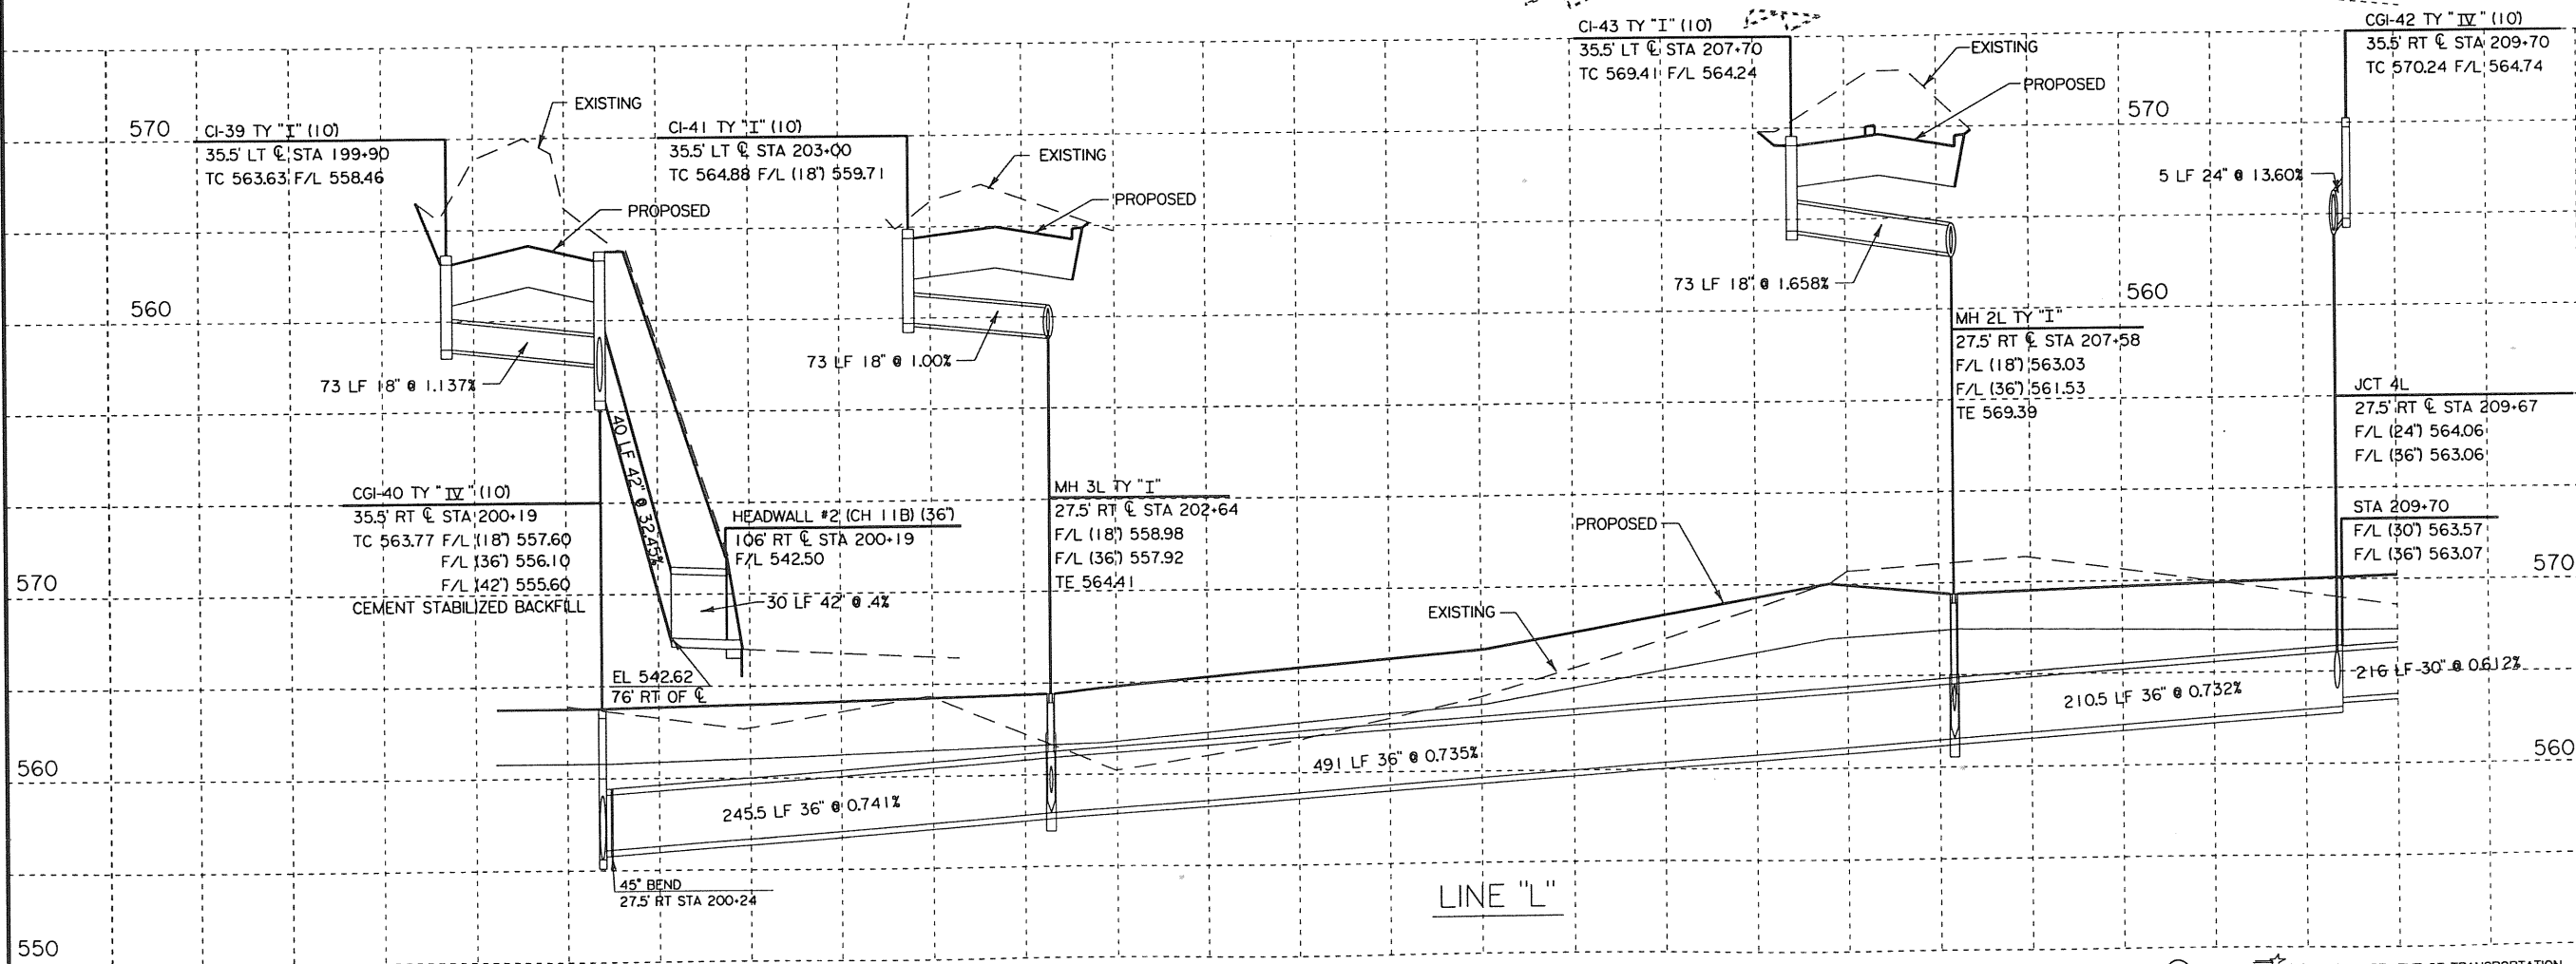 CI-39 TY "I" (10)
35.5' LT ℄ STA 199+90
TC 563.63 F/L 558.46
EXISTING
PROPOSED
570
560
73 LF 18" @ 1.137%
CI-41 TY "I" (10)
35.5' LT ℄ STA 203+00
TC 564.88 F/L (18") 559.71
EXISTING
PROPOSED
73 LF 18" @ 1.00%
CI-43 TY "I" (10)
35.5' LT ℄ STA 207+70
TC 569.41 F/L 564.24
EXISTING
PROPOSED
73 LF 18" @ 1.658%
CGI-42 TY "IV" (10)
35.5' RT ℄ STA 209+70
TC 570.24 F/L 564.74
570
5 LF 24" @ 13.60%
560
MH 2L TY "I"
27.5' RT ℄ STA 207+58
F/L (18") 563.03
F/L (36") 561.53
TE 569.39
JCT 4L
27.5' RT ℄ STA 209+67
F/L (24") 564.06
F/L (36") 563.06
STA 209+70
F/L (30") 563.57
F/L (36") 563.07
40 LF 42" @ 32.45%
CGI-40 TY "IV" (10)
35.5' RT ℄ STA 200+19
TC 563.77 F/L (18") 557.60
F/L (36") 556.10
F/L (42") 555.60
CEMENT STABILIZED BACKFILL
HEADWALL #2 (CH 11B) (36")
106' RT ℄ STA 200+19
F/L 542.50
30 LF 42" @ .4%
EL 542.62
76' RT OF ℄
MH 3L TY "I"
27.5' RT ℄ STA 202+64
F/L (18") 558.98
F/L (36") 557.92
TE 564.41
PROPOSED
EXISTING
570
570
216 LF 30" @ 0.612%
210.5 LF 36" @ 0.732%
491 LF 36" @ 0.735%
245.5 LF 36" @ 0.741%
560
560
45° BEND
27.5' RT STA 200+24
LINE "L"
550